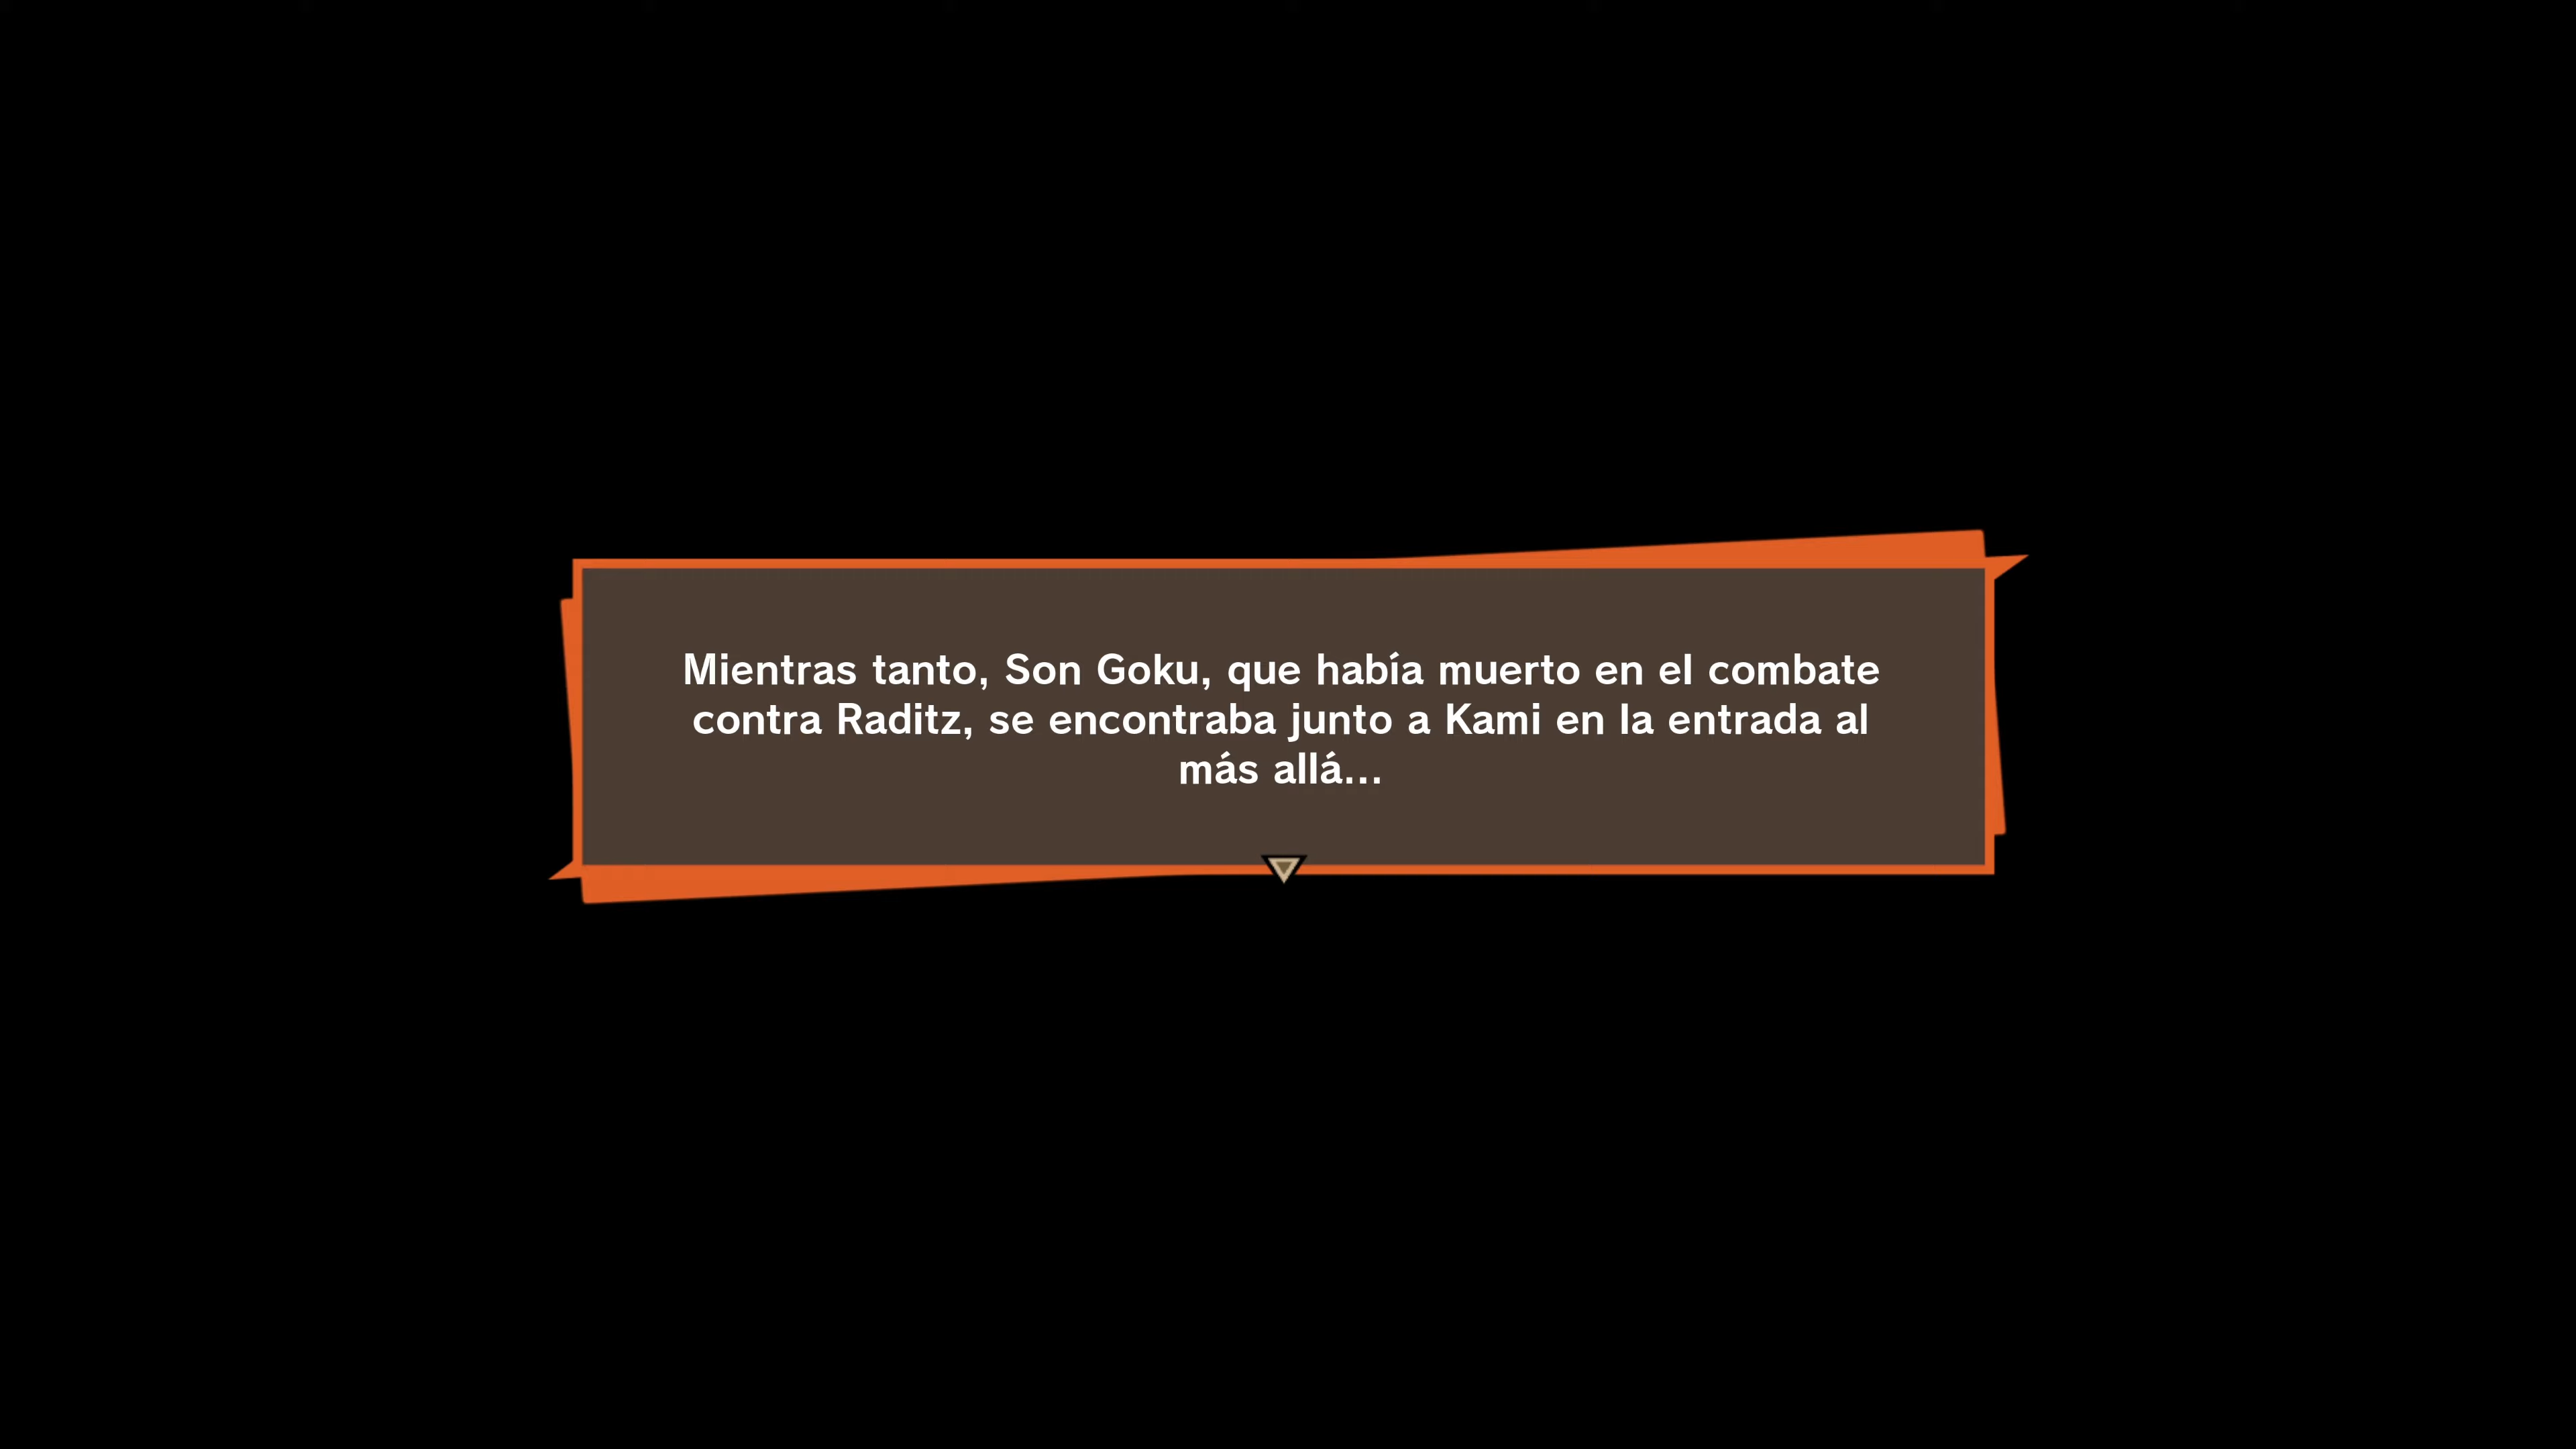 Mientras tanto, Son Goku, que había muerto en el combate
contra Raditz, se encontraba junto a Kami en la entrada al
más allá...